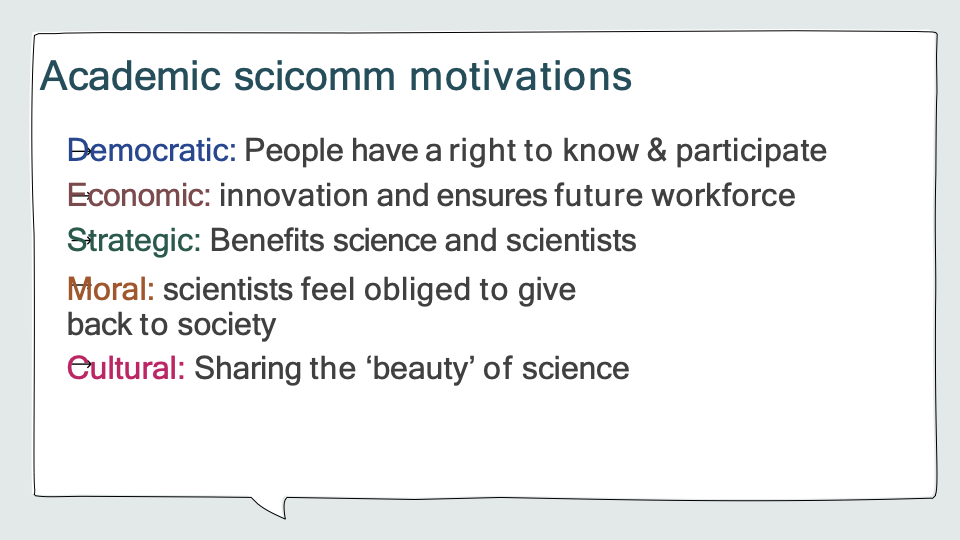 Academic scicomm motivations
→ Democratic: People have a right to know & participate
→ Economic: innovation and ensures future workforce
→ Strategic: Benefits science and scientists
→ Moral: scientists feel obliged to give
back to society
→ Cultural: Sharing the ‘beauty’ of science